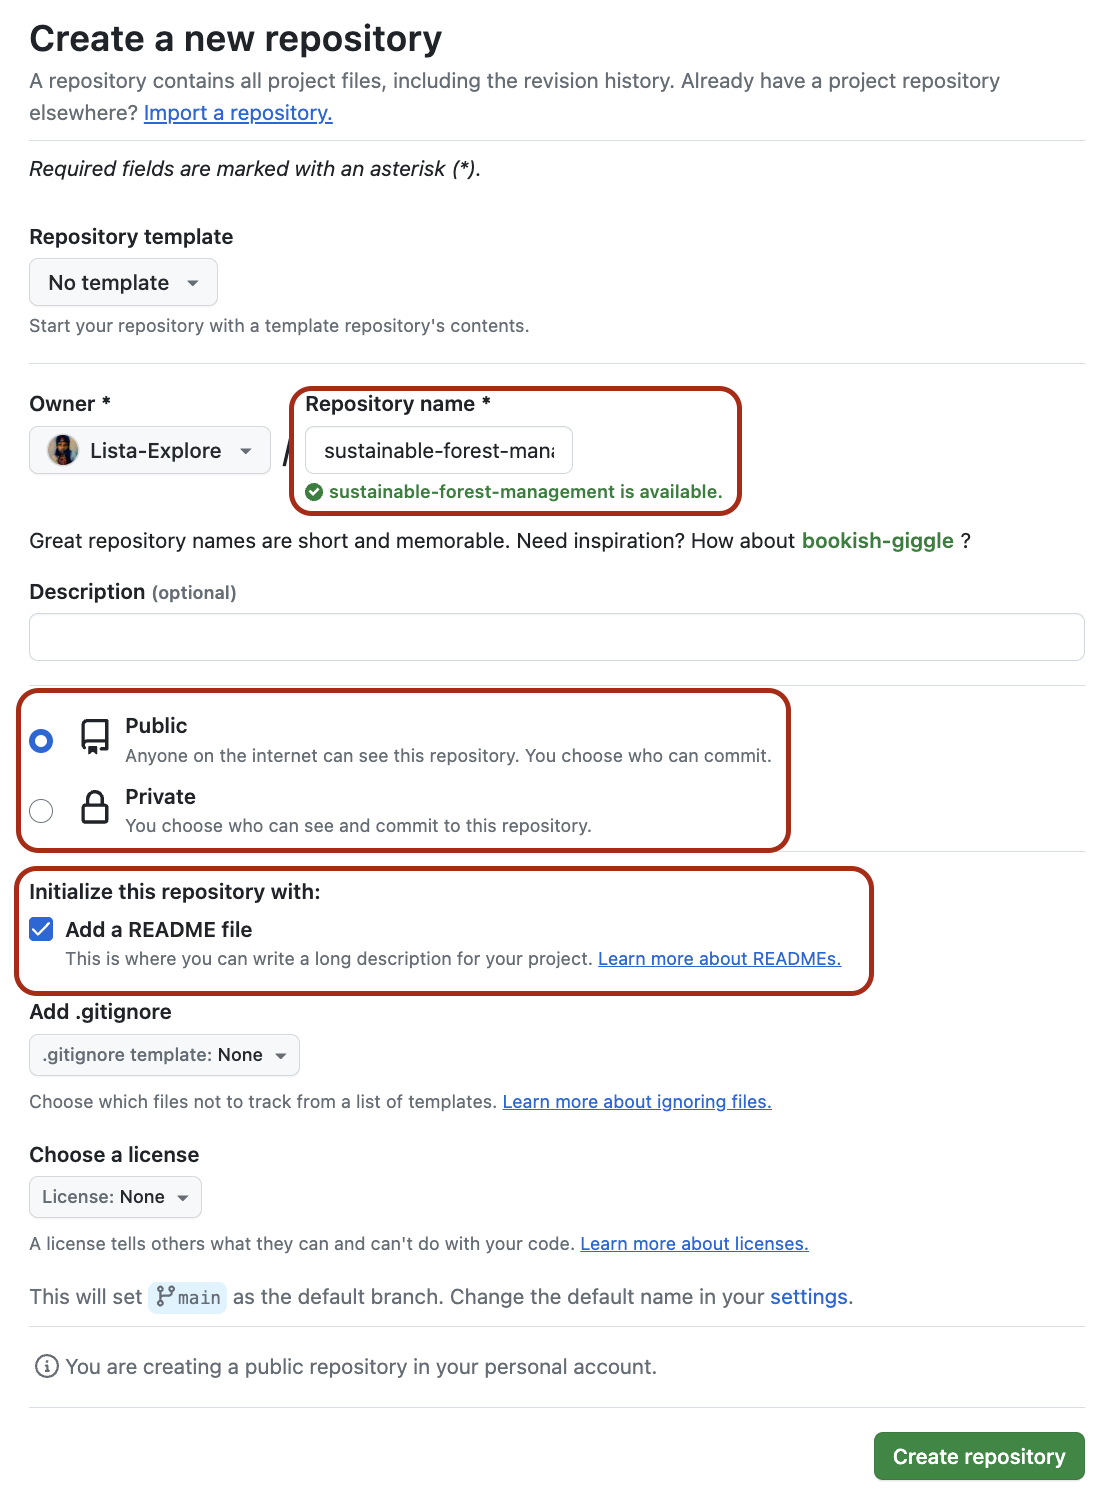 Create a new repository
A repository contains all project files, including the revision history. Already have a project repository
elsewhere? Import a repository.
Required fields are marked with an asterisk (*).
Repository template
No template
Start your repository with a template repository's contents.
Owner *
Repository name *
Lista-Explore
/
sustainable-forest-mana
sustainable-forest-management is available.
Great repository names are short and memorable. Need inspiration? How about bookish-giggle ?
Description (optional)
Public
Anyone on the internet can see this repository. You choose who can commit.
Private
You choose who can see and commit to this repository.
Initialize this repository with:
Add a README file
This is where you can write a long description for your project. Learn more about READMEs.
Add .gitignore
.gitignore template: None
Choose which files not to track from a list of templates. Learn more about ignoring files.
Choose a license
License: None
A license tells others what they can and can't do with your code. Learn more about licenses.
This will set main as the default branch. Change the default name in your settings.
You are creating a public repository in your personal account.
Create repository